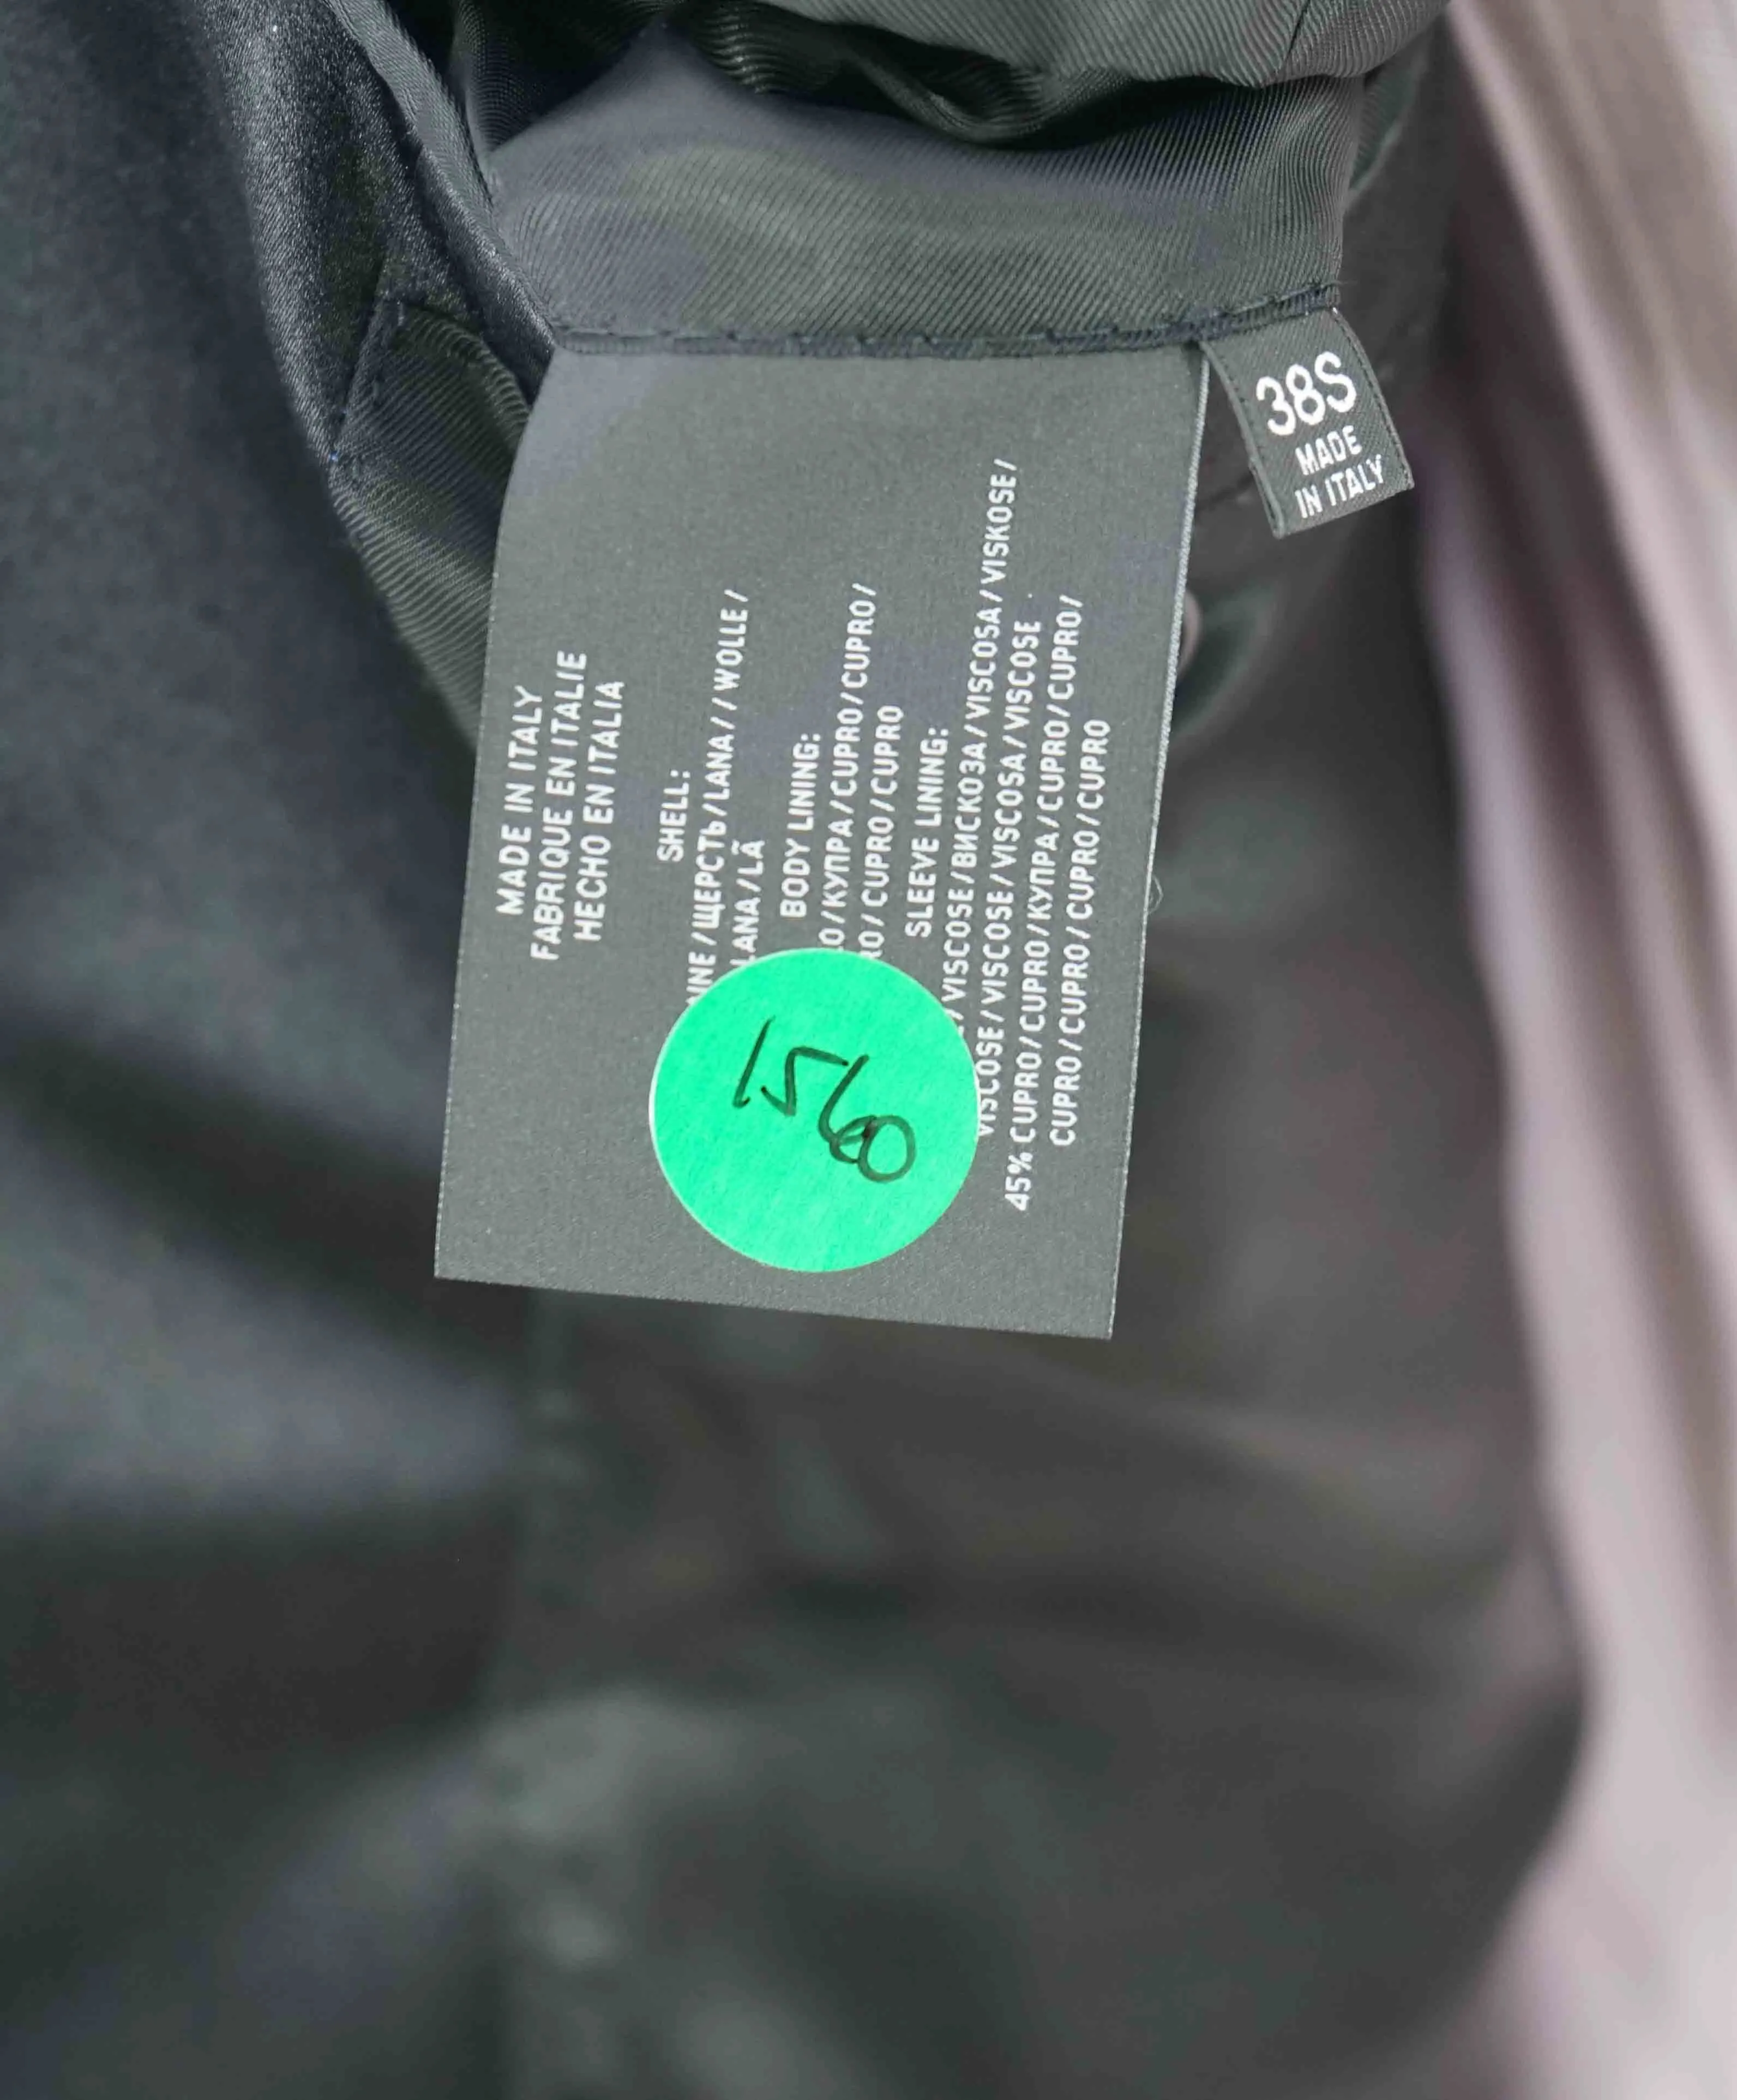 38S
MADE
IN ITALY
MADE IN ITALY
FABRIQUE EN ITALIE
HECHO EN ITALIA
SHELL:
/ЩЕРСТЬ/LANA//WOLLE/
LANA/LÃ
BODY LINING:
/КУПРА/CUPRO/CUPRO/
/CUPRO/CUPRO
SLEEVE LINING:
/VISCOSE/ВИСКОЗА/VISCOSA/VISKOSE/
VISCOSE/VISCOSE/VISCOSA/VISCOSE
45% CUPRO/CUPRO/КУПРА/CUPRO/CUPRO/
CUPRO/CUPRO/CUPRO/CUPRO
1560